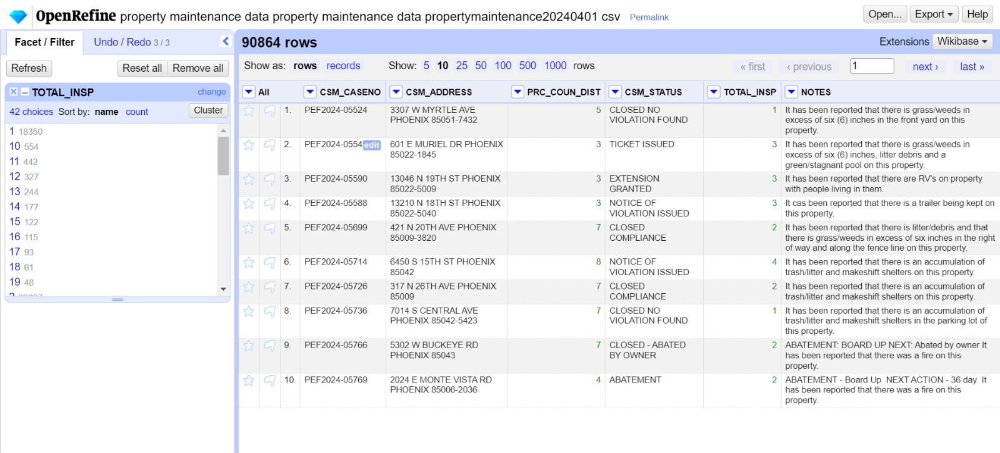 OpenRefine property maintenance data property maintenance data propertymaintenance20240401 csv Permalink
Open... Export Help
Facet / Filter Undo / Redo 3 / 3
90864 rows
Extensions Wikibase
Refresh Reset all Remove all
Show as: rows records Show: 5 10 25 50 100 500 1000 rows « first ‹ previous 1 next › last »
TOTAL_INSP change
42 choices Sort by: name count Cluster
1 18350
10 554
11 442
12 327
13 244
14 177
15 122
16 115
17 93
18 61
19 48
All CSM_CASENO CSM_ADDRESS PRC_COUN_DIST CSM_STATUS TOTAL_INSP NOTES
1. PEF2024-05524 3307 W MYRTLE AVE 5 CLOSED NO 1 It has been reported that there is grass/weeds in
PHOENIX 85051-7432 VIOLATION FOUND excess of six (6) inches in the front yard on this
property.
2. PEF2024-0554 edit 601 E MURIEL DR PHOENIX 3 TICKET ISSUED 3 It has been reported that there is grass/weeds in
85022-1845 excess of six (6) inches, litter debris and a
green/stagnant pool on this property.
3. PEF2024-05590 13046 N 19TH ST PHOENIX 3 EXTENSION 3 It has been reported that there are RV's on property
85022-5009 GRANTED with people living in them.
4. PEF2024-05588 13210 N 18TH ST PHOENIX 3 NOTICE OF 3 It cas been reported that there is a trailer being kept on
85022-5040 VIOLATION ISSUED this property.
5. PEF2024-05699 421 N 20TH AVE PHOENIX 7 CLOSED 2 It has been reported that there is litter/debris and that
85009-3820 COMPLIANCE there is grass/weeds in excess of six inches in the right
of way and along the fence line on this property.
6. PEF2024-05714 6450 S 15TH ST PHOENIX 8 NOTICE OF 4 It has been reported that there is an accumulation of
85042 VIOLATION ISSUED trash/litter and makeshift shelters on this property.
7. PEF2024-05726 317 N 26TH AVE PHOENIX 7 CLOSED 2 It has been reported that there is an accumulation of
85009 COMPLIANCE trash/litter and makeshift shelters on this property.
8. PEF2024-05736 7014 S CENTRAL AVE 7 CLOSED NO 1 It has been reported that there is an accumulation of
PHOENIX 85042-5423 VIOLATION FOUND trash/litter and makeshift shelters in the parking lot of
this property.
9. PEF2024-05766 5302 W BUCKEYE RD 7 CLOSED - ABATED 2 ABATEMENT: BOARD UP NEXT: Abated by owner It
PHOENIX 85043 BY OWNER has been reported that there was a fire on this
property.
10. PEF2024-05769 2024 E MONTE VISTA RD 4 ABATEMENT 2 ABATEMENT - Board Up NEXT ACTION - 36 day It
PHOENIX 85006-2036 has been reported that there was a fire on this
property.